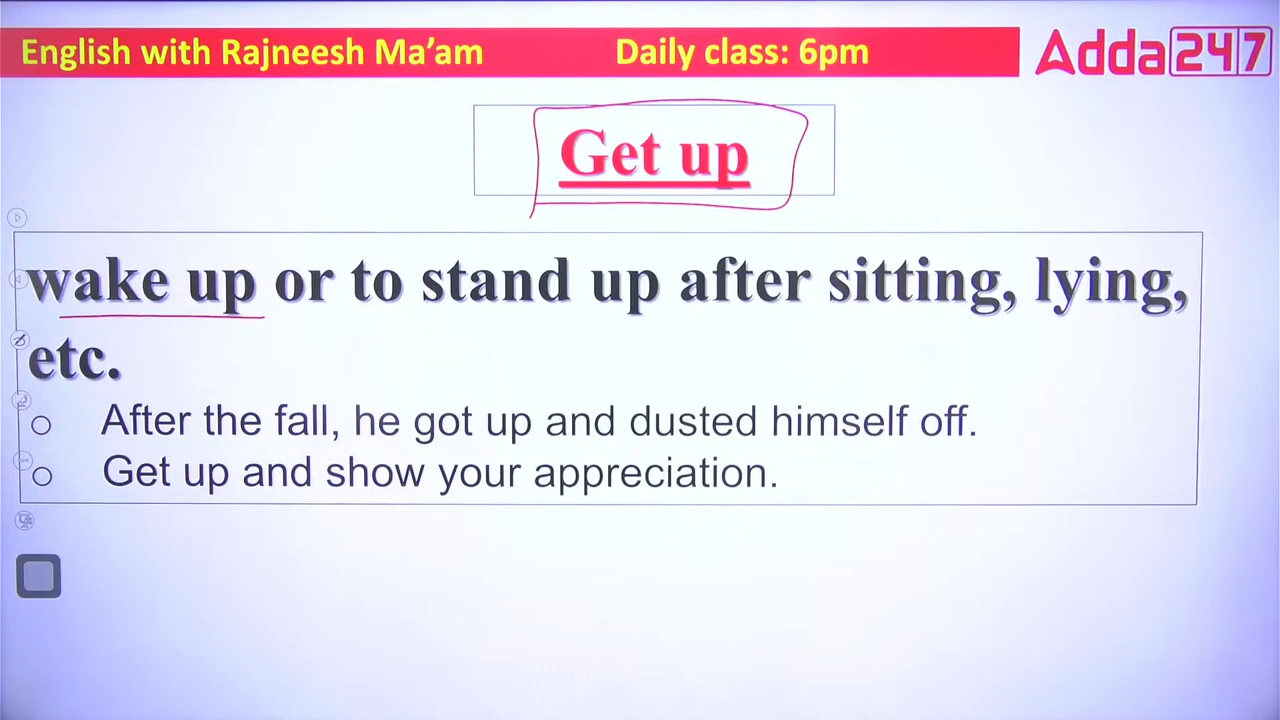 English with Rajneesh Ma’am Daily class: 6pm Adda247
Get up
wake up or to stand up after sitting, lying,
etc.
○ After the fall, he got up and dusted himself off.
○ Get up and show your appreciation.